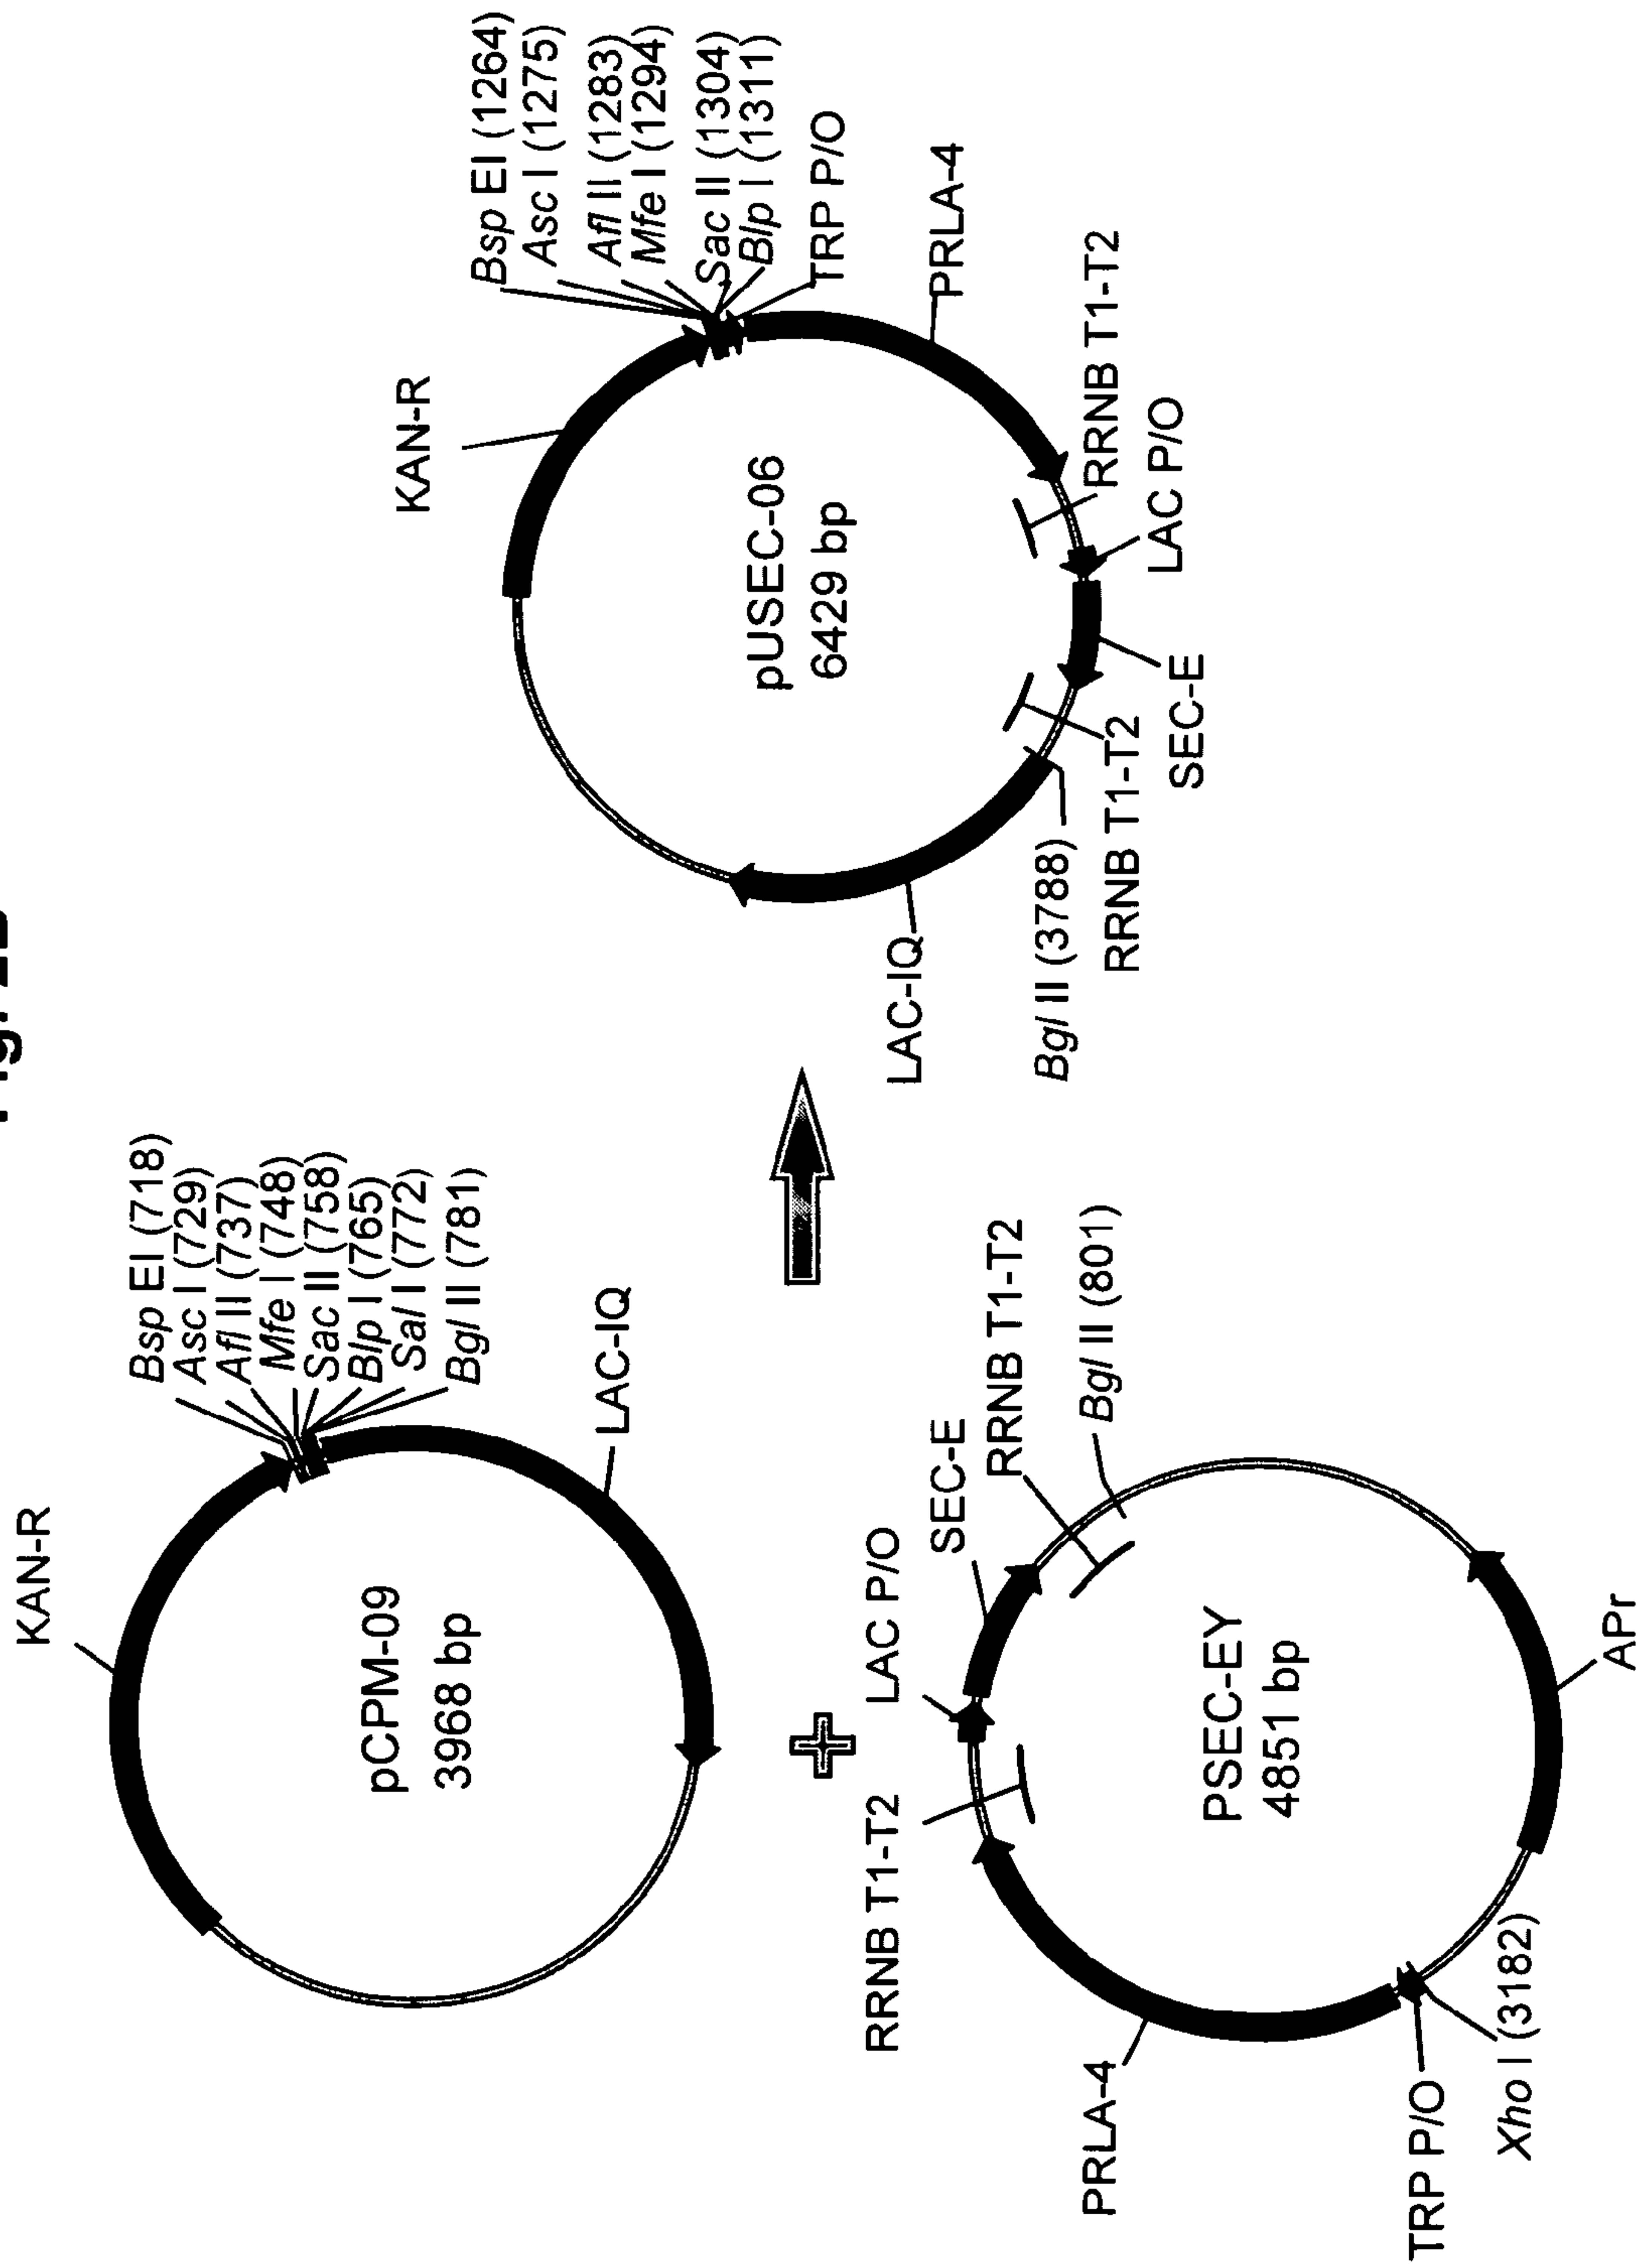 KAN-R
Bsp EI (718)
Asc I (729)
Afl II (737)
Mfe I (748)
Sac II (758)
Blp I (765)
Sal I (772)
Bgl II (781)
LAC-IQ
pCPM-09
3968 bp
RRNB T1-T2
LAC P/O
SEC-E
RRNB T1-T2
Bgl II (801)
PSEC-EY
4851 bp
PRLA-4
TRP P/O
Xho I (3182)
APr
KAN-R
Bsp EI (1264)
Asc I (1275)
Afl II (1283)
Mfe I (1294)
Sac II (1304)
Blp I (1311)
TRP P/O
PRLA-4
RRNB T1-T2
LAC P/O
SEC-E
RRNB T1-T2
Bgl II (3788)
LAC-IQ
pUSEC-06
6429 bp